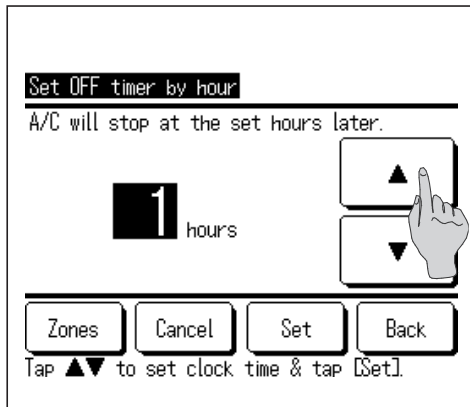 Set OFF timer by hour
A/C will stop at the set hours later.
▲
1 hours
▼
Zones Cancel Set Back
Tap ▲▼ to set clock time & tap [Set].